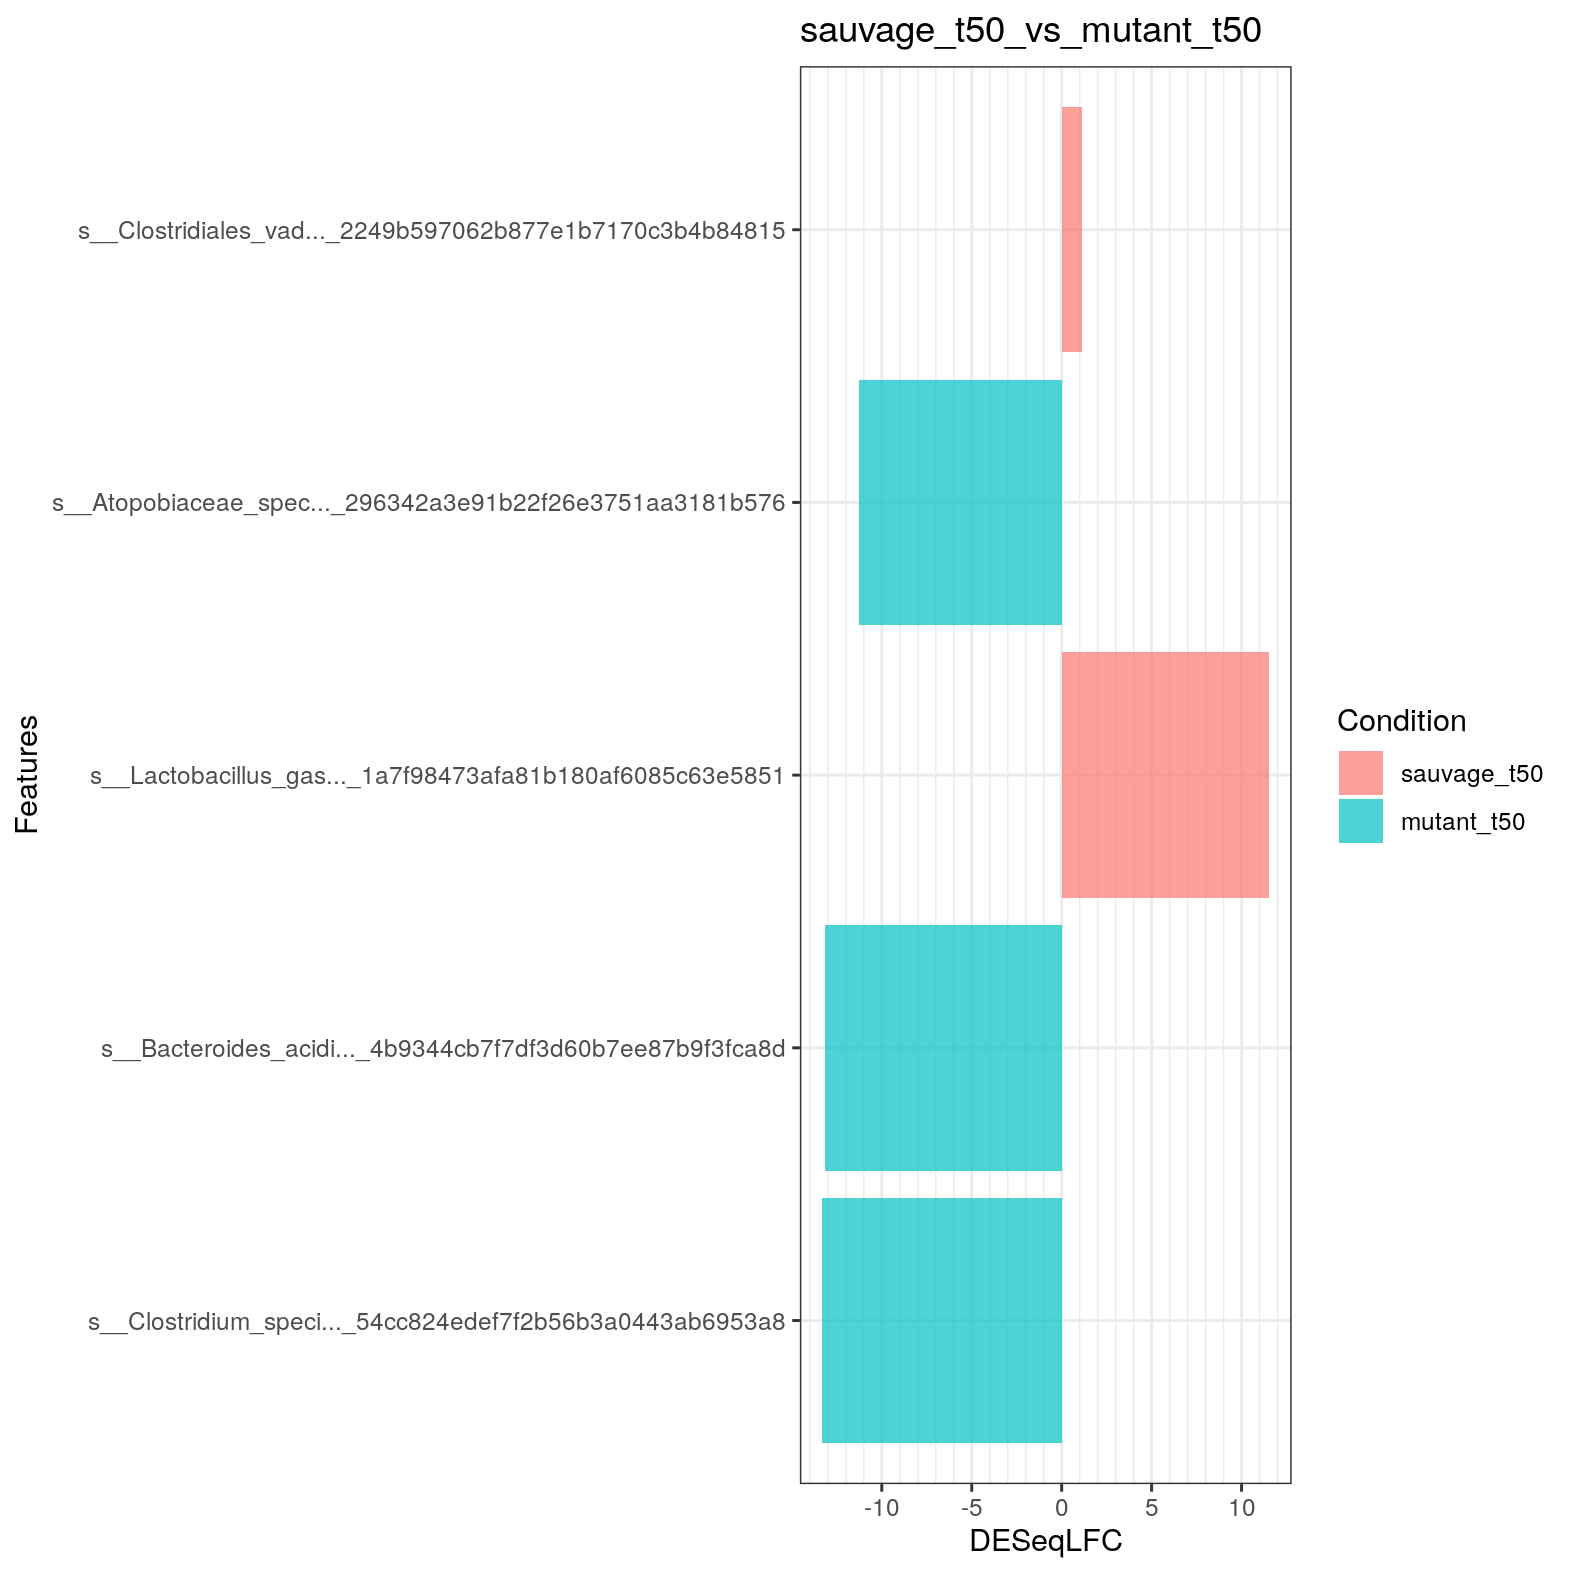 sauvage_t50_vs_mutant_t50
s__Clostridiales_vad..._2249b597062b877e1b7170c3b4b84815
s__Atopobiaceae_spec..._296342a3e91b22f26e3751aa3181b576
s__Lactobacillus_gas..._1a7f98473afa81b180af6085c63e5851
s__Bacteroides_acidi..._4b9344cb7f7df3d60b7ee87b9f3fca8d
s__Clostridium_speci..._54cc824edef7f2b56b3a0443ab6953a8
Features
-10 -5 0 5 10
DESeqLFC
Condition
sauvage_t50
mutant_t50